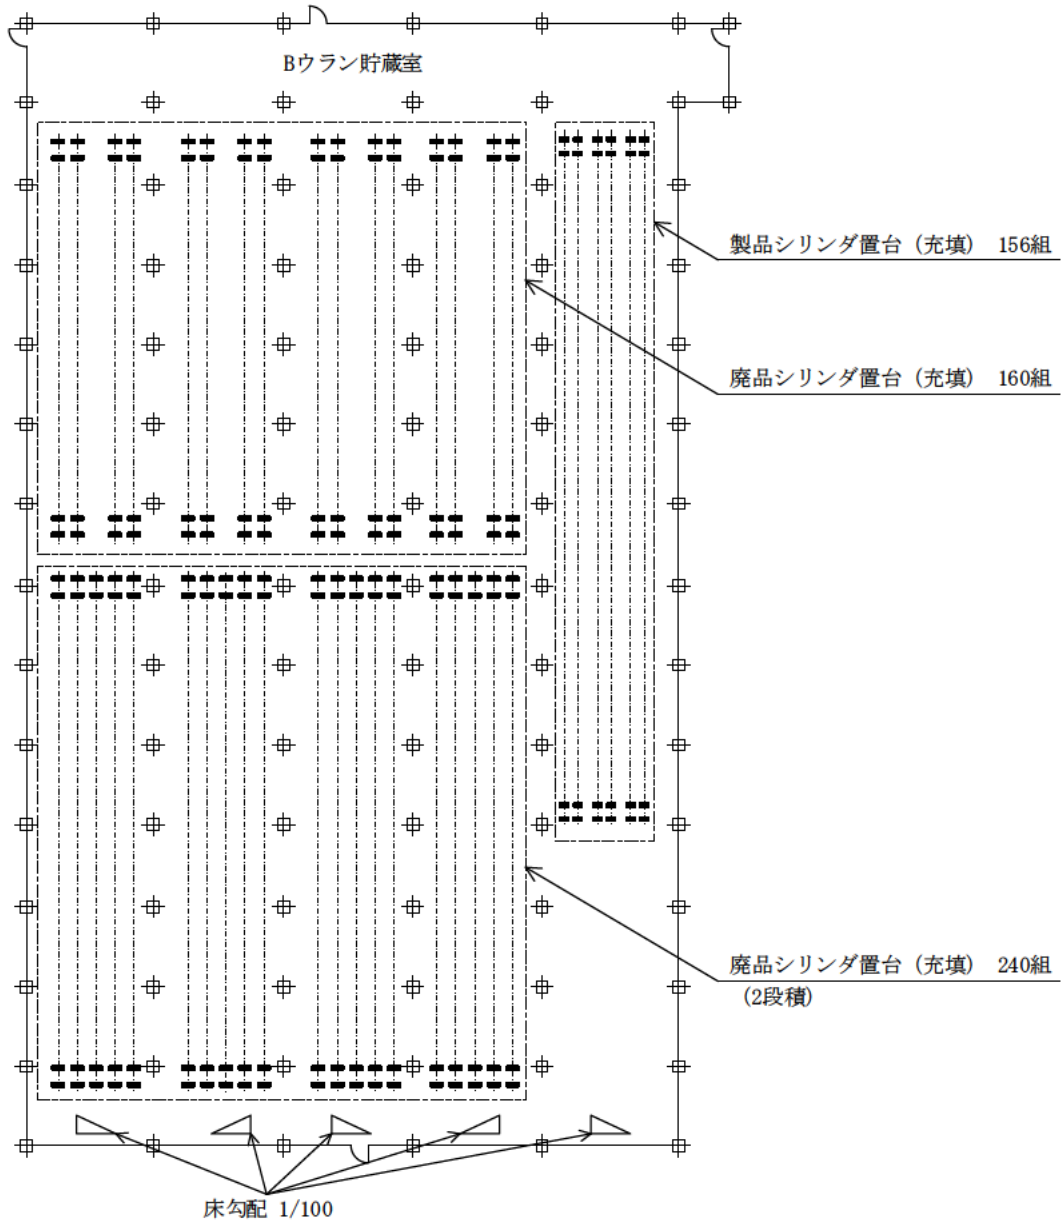 Bウラン貯蔵室
製品シリンダ置台（充填） 156組
廃品シリンダ置台（充填） 160組
廃品シリンダ置台（充填） 240組
(2段積)
床勾配 1/100